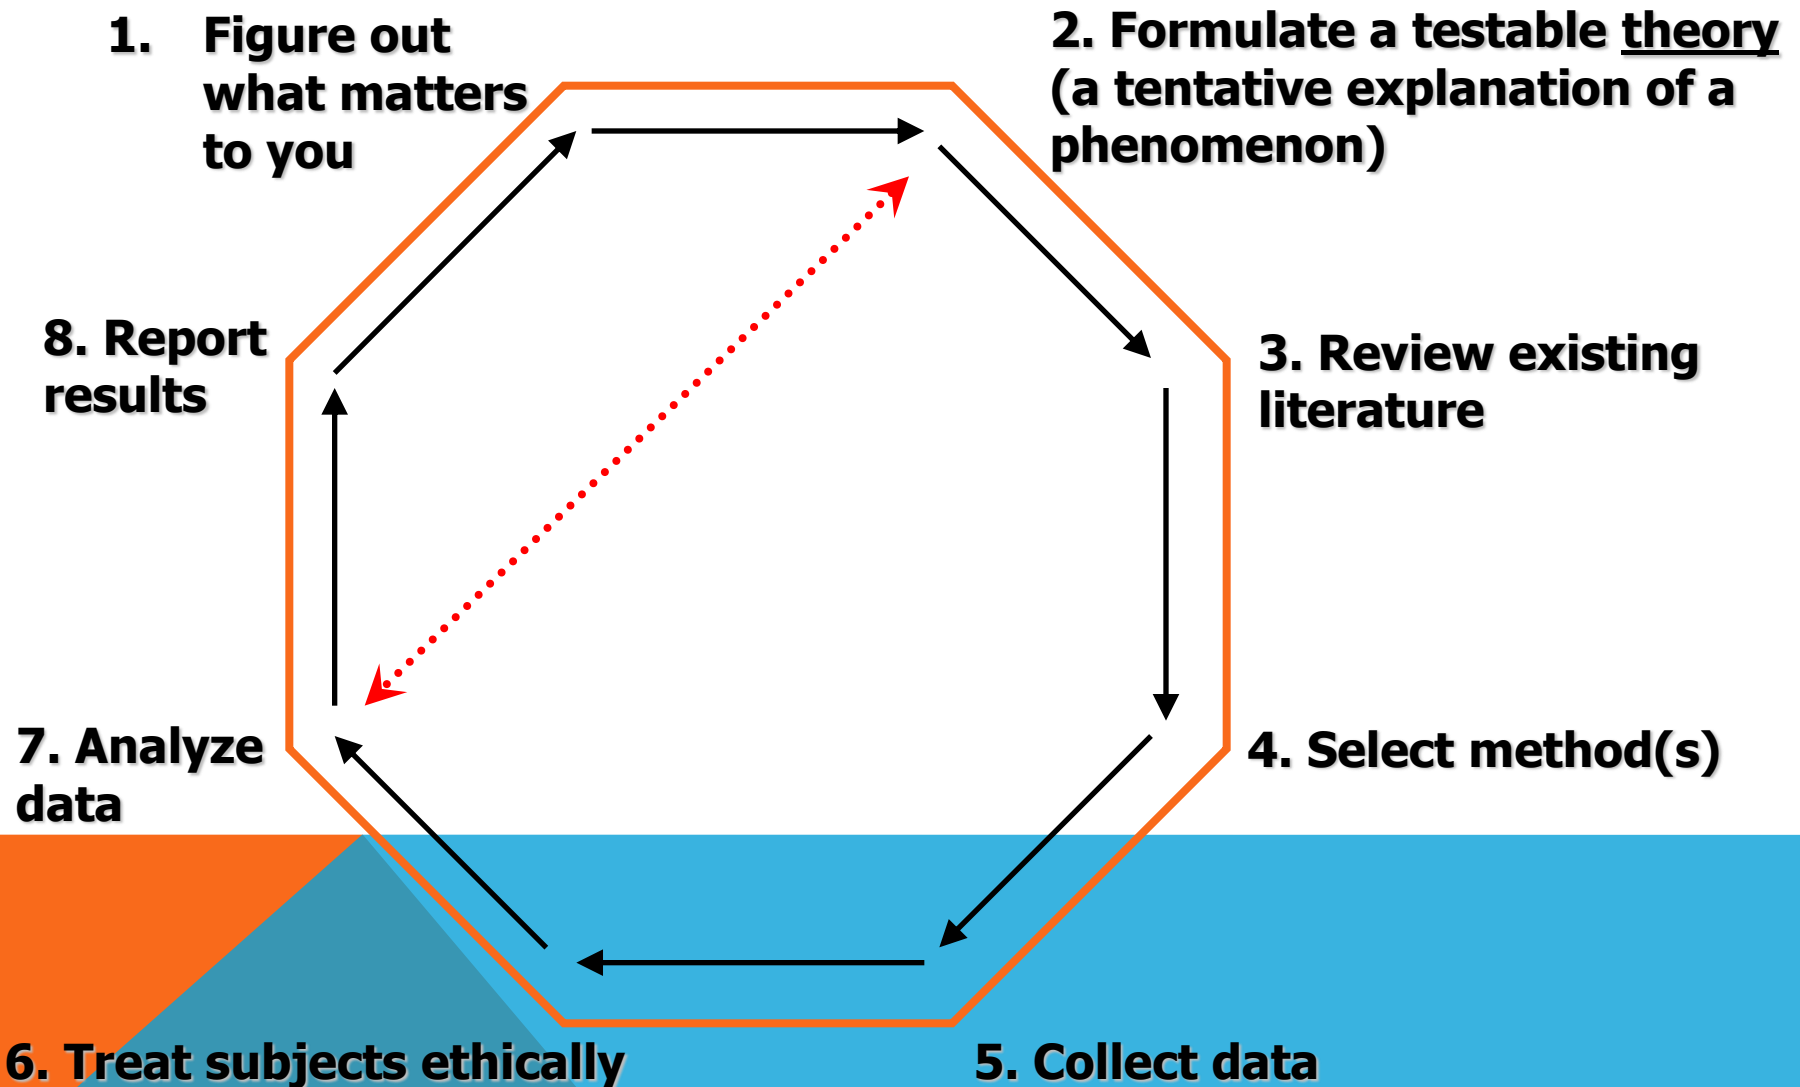 1. Figure out
what matters
to you
2. Formulate a testable theory
(a tentative explanation of a
phenomenon)
3. Review existing
literature
4. Select method(s)
5. Collect data
6. Treat subjects ethically
7. Analyze
data
8. Report
results